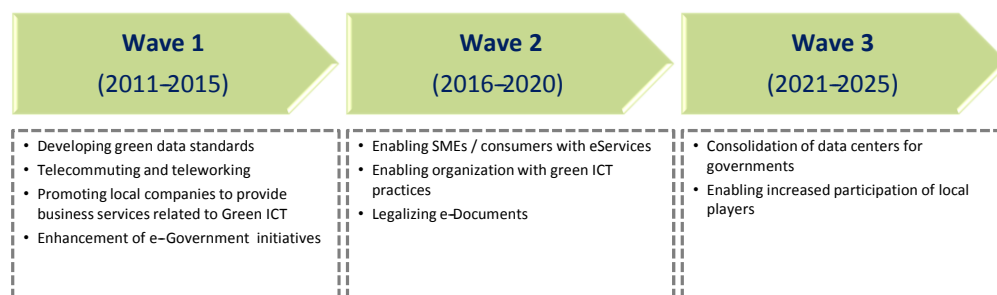 Wave 1
(2011–2015)
• Developing green data standards
• Telecommuting and teleworking
• Promoting local companies to provide
business services related to Green ICT
• Enhancement of e–Government initiatives
Wave 2
(2016–2020)
• Enabling SMEs / consumers with eServices
• Enabling organization with green ICT
practices
• Legalizing e–Documents
Wave 3
(2021–2025)
• Consolidation of data centers for
governments
• Enabling increased participation of local
players